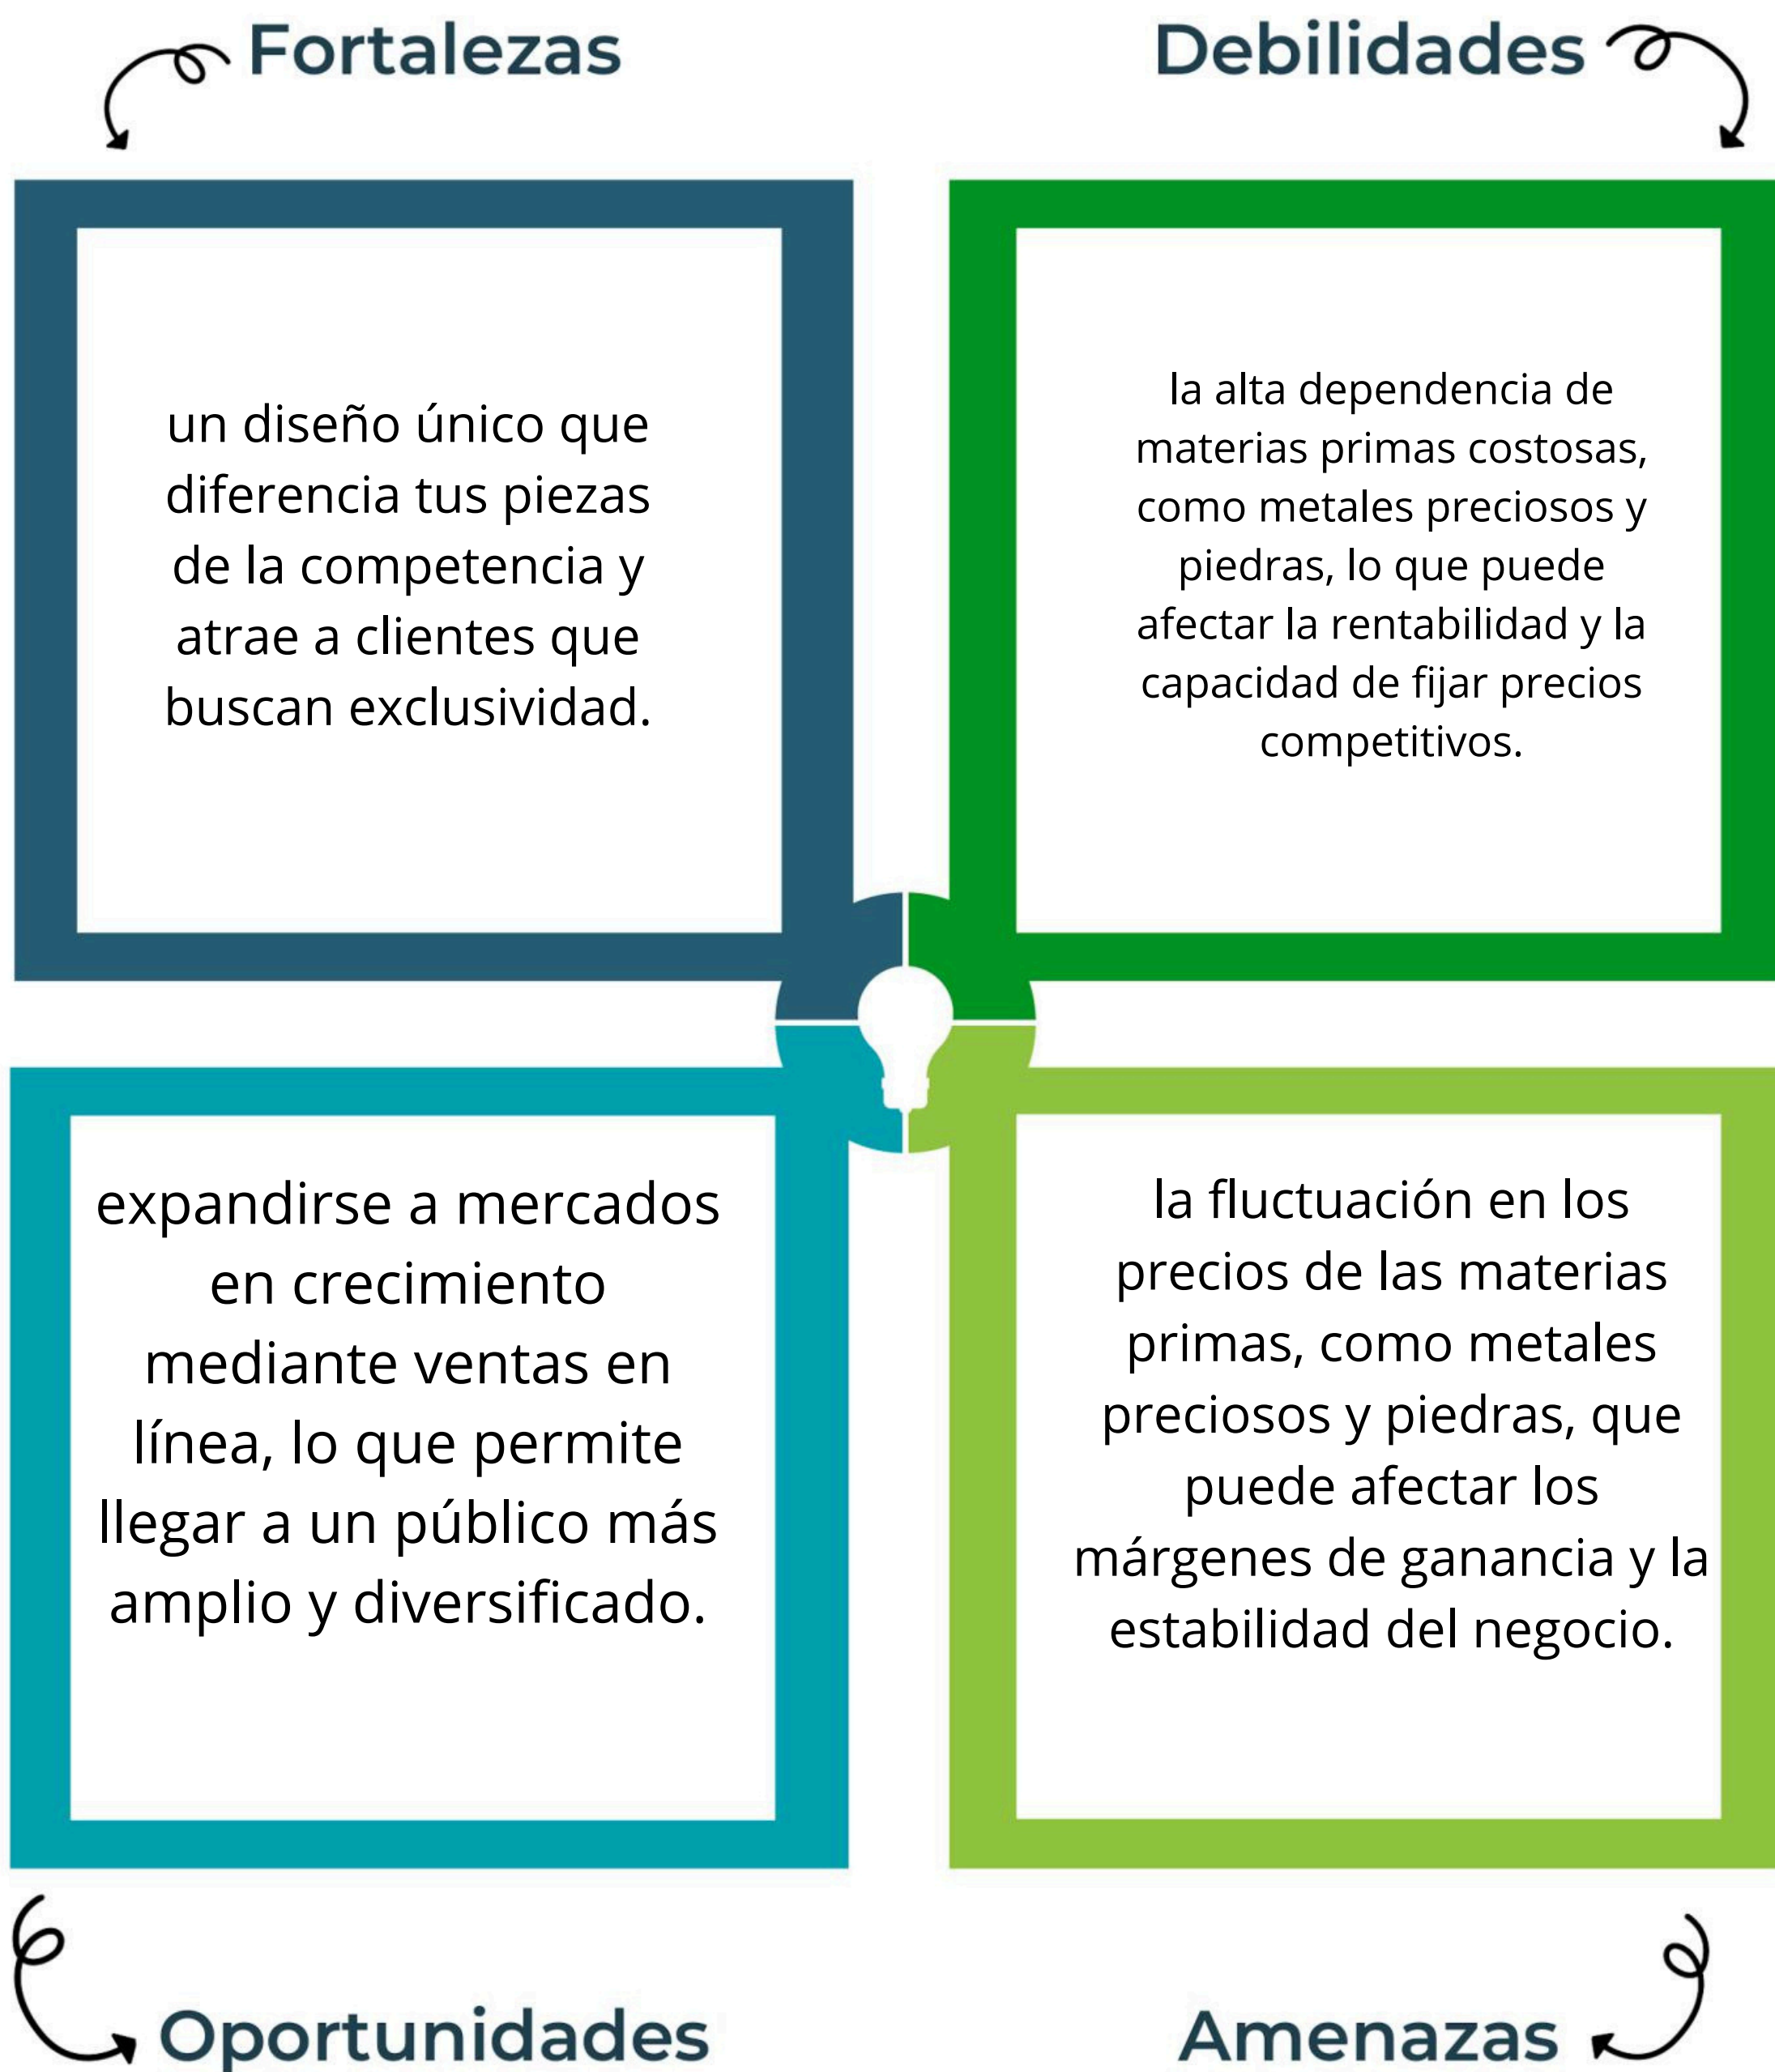 Fortalezas
un diseño único que
diferencia tus piezas
de la competencia y
atrae a clientes que
buscan exclusividad.
Debilidades
la alta dependencia de
materias primas costosas,
como metales preciosos y
piedras, lo que puede
afectar la rentabilidad y la
capacidad de fijar precios
competitivos.
expandirse a mercados
en crecimiento
mediante ventas en
línea, lo que permite
llegar a un público más
amplio y diversificado.
Oportunidades
la fluctuación en los
precios de las materias
primas, como metales
preciosos y piedras, que
puede afectar los
márgenes de ganancia y la
estabilidad del negocio.
Amenazas